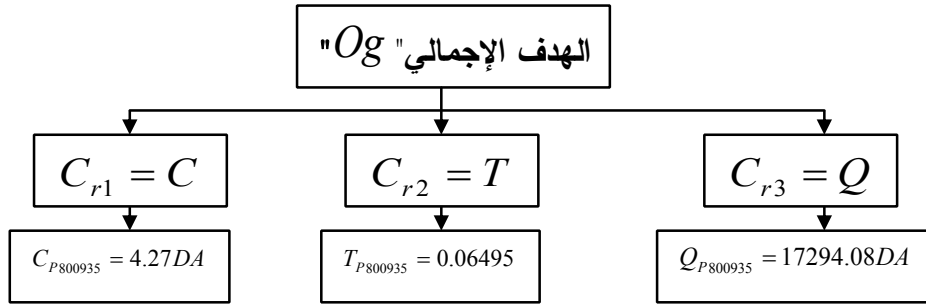 الهدف الإجمالي "Og"
C_{r1} = C
C_{r2} = T
C_{r3} = Q
C_{P800935} = 4.27DA
T_{P800935} = 0.06495
Q_{P800935} = 17294.08DA